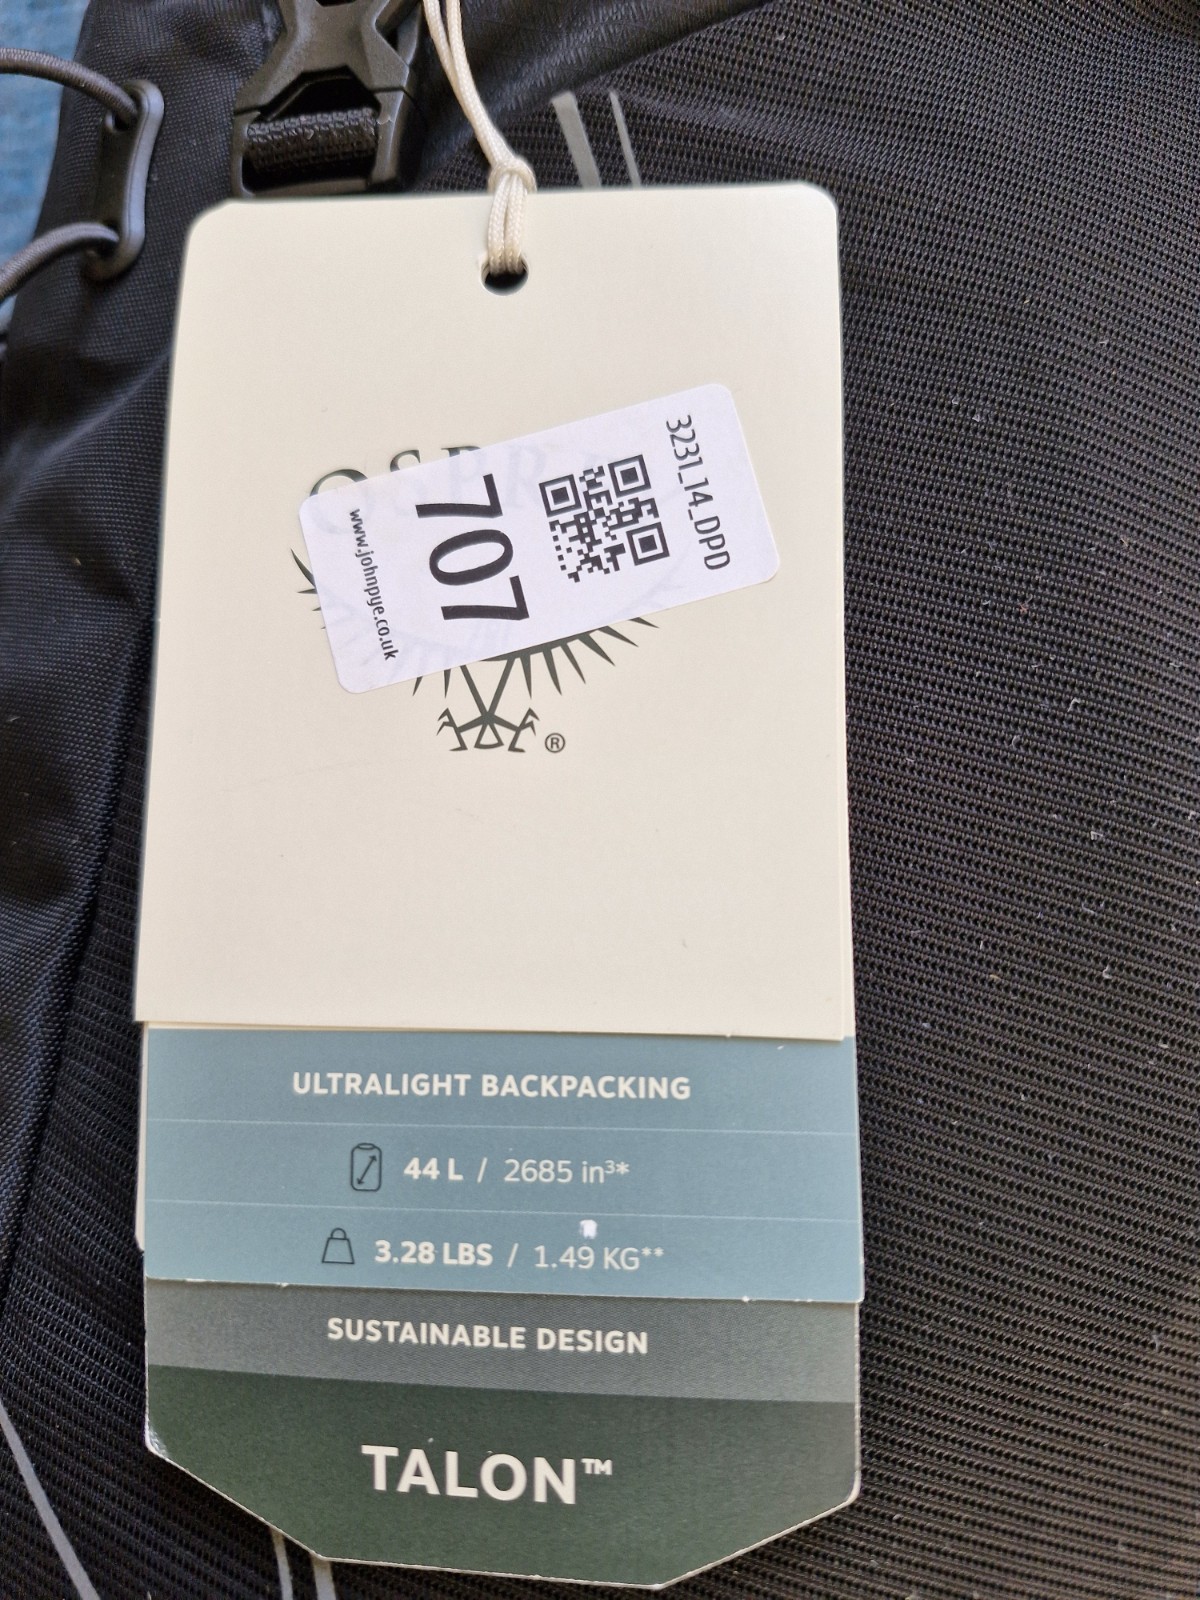 OSPR
3231_14_DPD
707
www.johnpye.co.uk
®
ULTRALIGHT BACKPACKING
44 L / 2685 in³*
3.28 LBS / 1.49 KG**
SUSTAINABLE DESIGN
TALON™